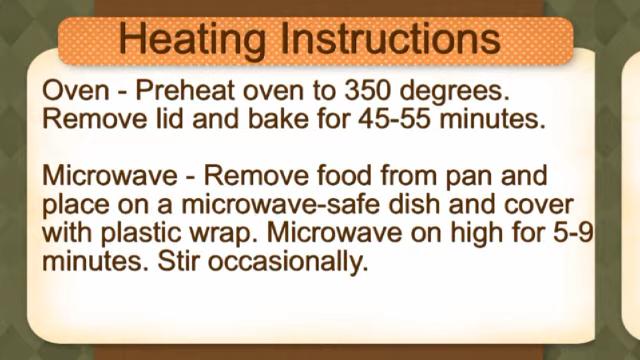 Heating Instructions
Oven - Preheat oven to 350 degrees.
Remove lid and bake for 45-55 minutes.
Microwave - Remove food from pan and
place on a microwave-safe dish and cover
with plastic wrap. Microwave on high for 5-9
minutes. Stir occasionally.